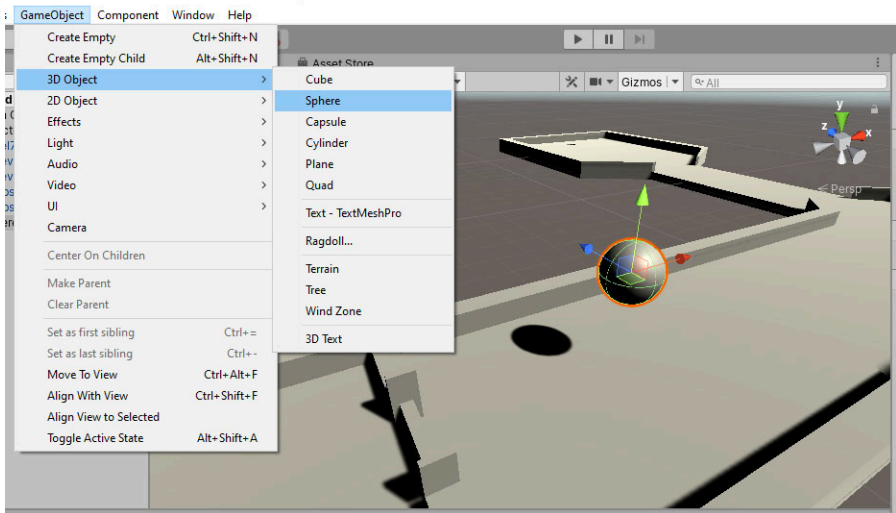 GameObject Component Window Help
Create Empty Ctrl+Shift+N
Create Empty Child Alt+Shift+N
3D Object >
2D Object >
Effects >
Light >
Audio >
Video >
UI >
Camera
Center On Children
Make Parent
Clear Parent
Set as first sibling Ctrl+=
Set as last sibling Ctrl+-
Move To View Ctrl+Alt+F
Align With View Ctrl+Shift+F
Align View to Selected
Toggle Active State Alt+Shift+A
Cube
Sphere
Capsule
Cylinder
Plane
Quad
Text - TextMeshPro
Ragdoll...
Terrain
Tree
Wind Zone
3D Text
Asset Store
Gizmos
All
y
z x
Persp